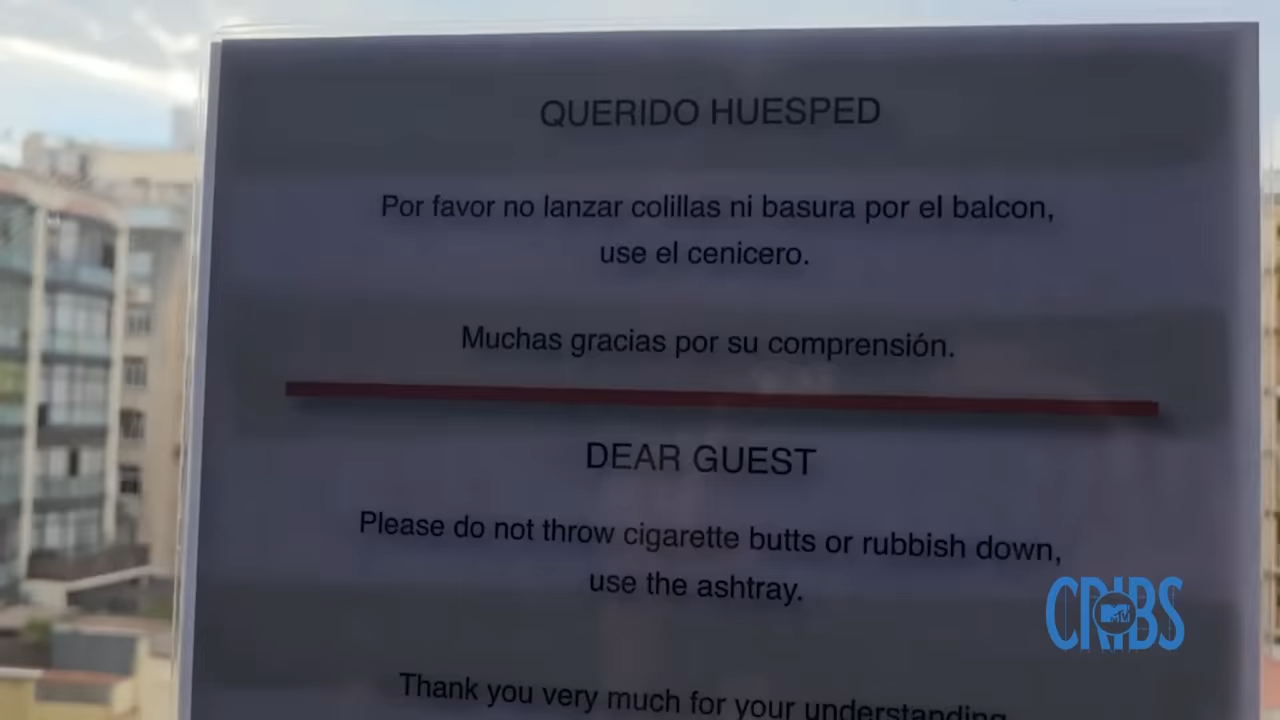 QUERIDO HUESPED
Por favor no lanzar colillas ni basura por el balcon,
use el cenicero.
Muchas gracias por su comprensión.
DEAR GUEST
Please do not throw cigarette butts or rubbish down,
use the ashtray.
Thank you very much for your understanding
CRIBS
MTV